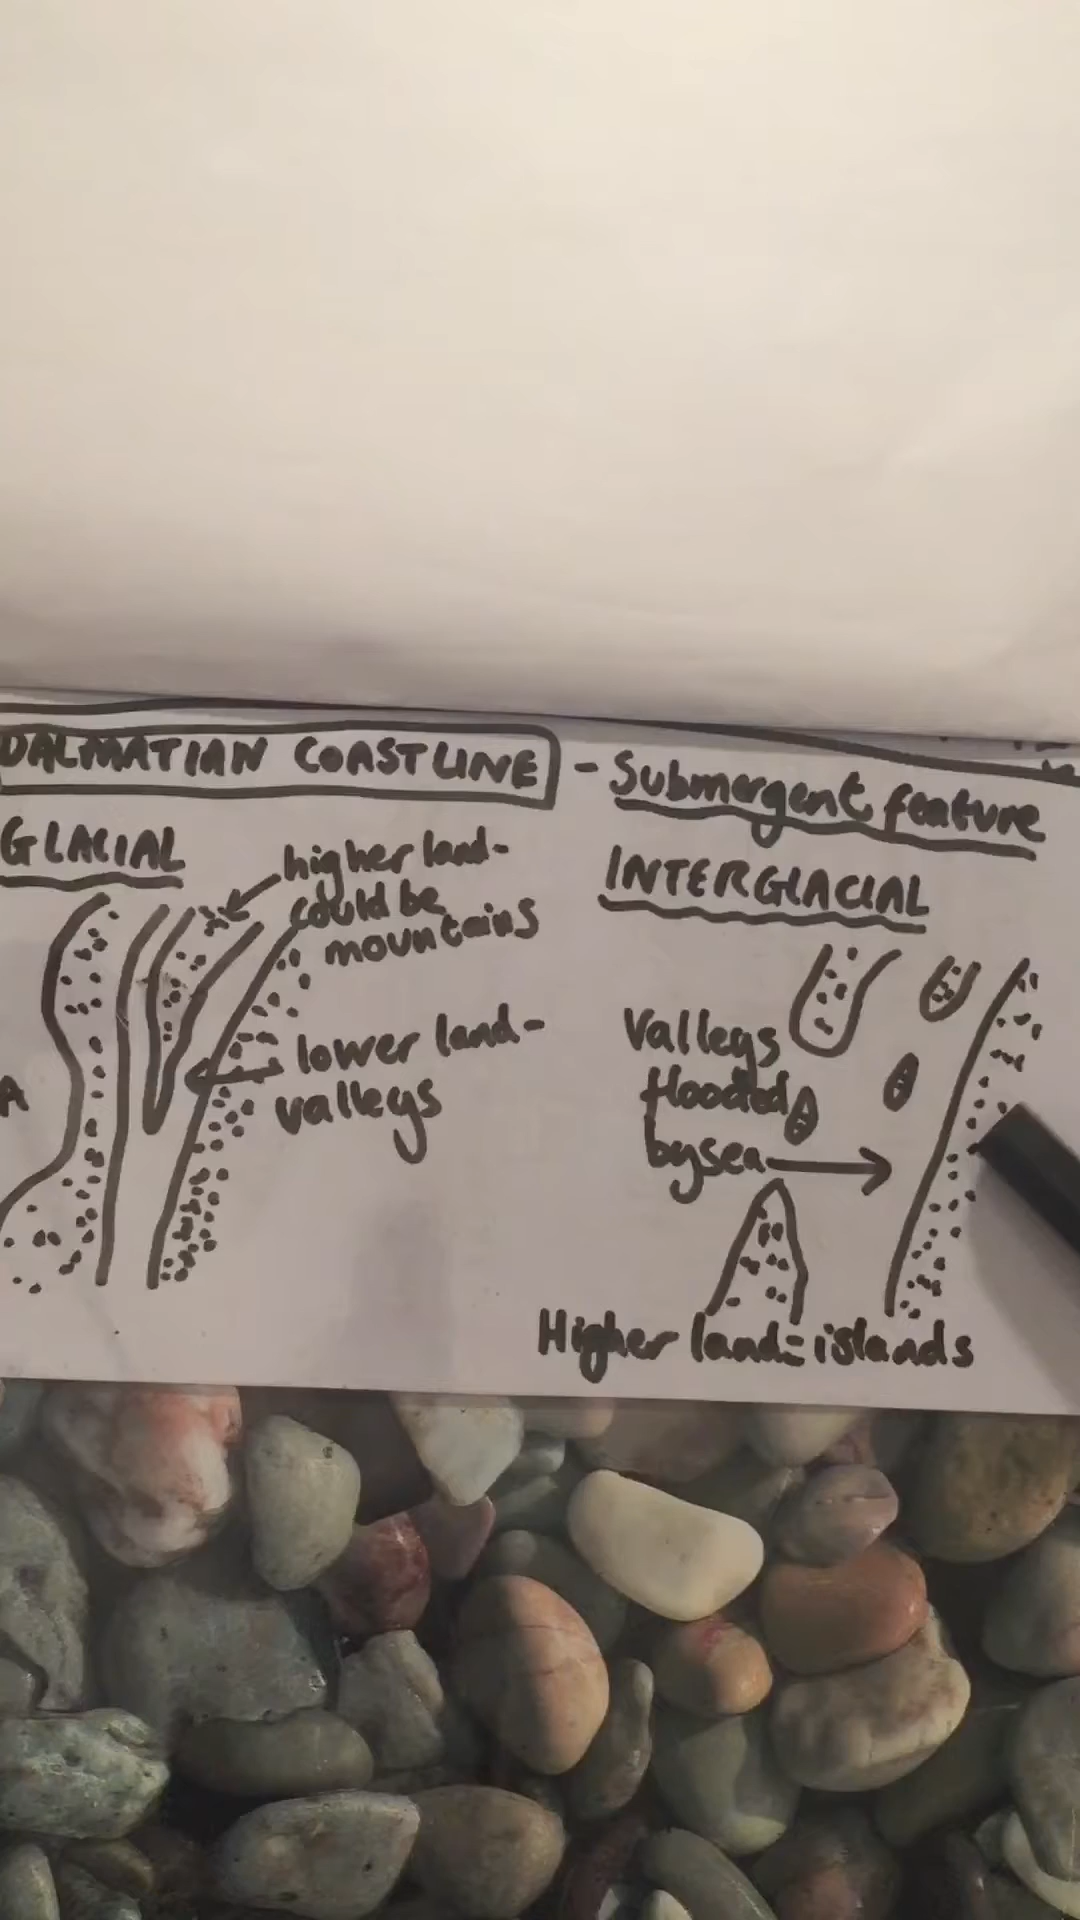 DALMATIAN COASTLINE - Submergent feature
GLACIAL
higher land-
could be
mountains
lower land-
valleys
A
INTERGLACIAL
Valleys
flooded
by sea
Higher land = islands